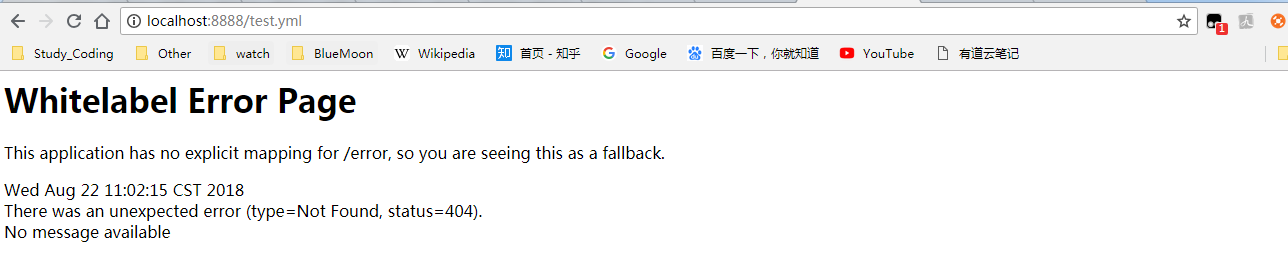 localhost:8888/test.yml
1
Study_Coding Other watch BlueMoon W Wikipedia 知 首页 - 知乎 G Google 百度一下，你就知道 YouTube 有道云笔记
Whitelabel Error Page
This application has no explicit mapping for /error, so you are seeing this as a fallback.
Wed Aug 22 11:02:15 CST 2018
There was an unexpected error (type=Not Found, status=404).
No message available